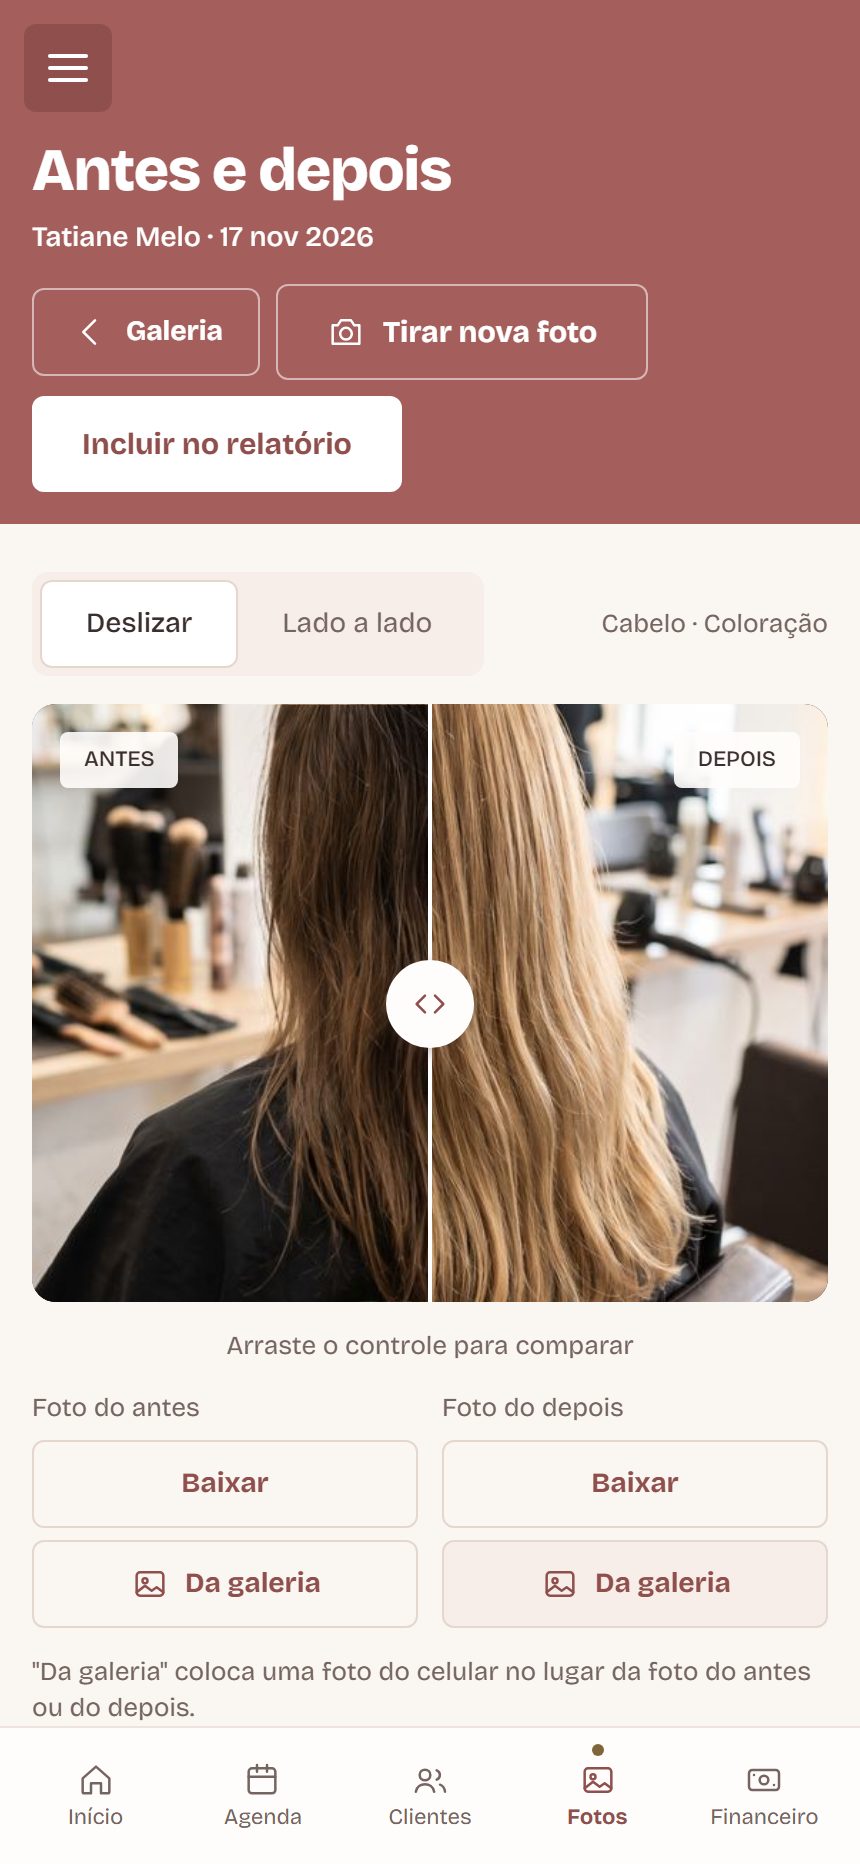 Antes e depois
Tatiane Melo · 17 nov 2026
Galeria
Tirar nova foto
Incluir no relatório
Deslizar
Lado a lado
Cabelo · Coloração
ANTES
DEPOIS
Arraste o controle para comparar
Foto do antes
Foto do depois
Baixar
Baixar
Da galeria
Da galeria
"Da galeria" coloca uma foto do celular no lugar da foto do antes
ou do depois.
Início
Agenda
Clientes
Fotos
Financeiro